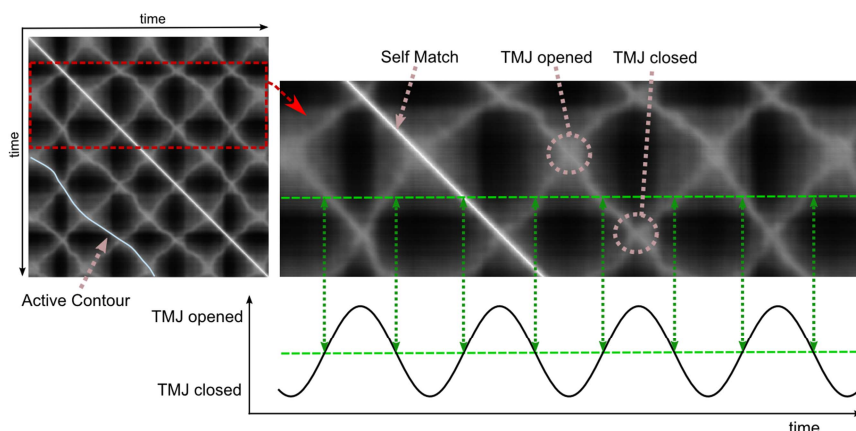 time
time
Self Match
TMJ opened
TMJ closed
Active Contour
TMJ opened
TMJ closed
time